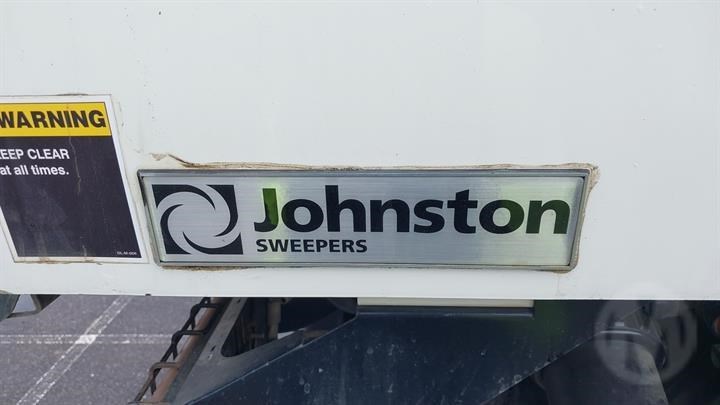 WARNING
EEP CLEAR
at all times.
Johnston
SWEEPERS